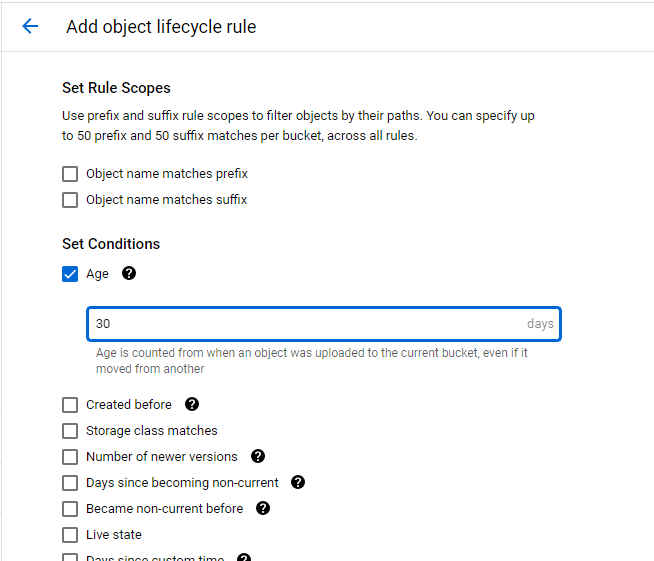 Add object lifecycle rule
Set Rule Scopes
Use prefix and suffix rule scopes to filter objects by their paths. You can specify up
to 50 prefix and 50 suffix matches per bucket, across all rules.
Object name matches prefix
Object name matches suffix
Set Conditions
Age ?
30 days
Age is counted from when an object was uploaded to the current bucket, even if it
moved from another
Created before ?
Storage class matches
Number of newer versions ?
Days since becoming non-current ?
Became non-current before ?
Live state
Days since custom time ?